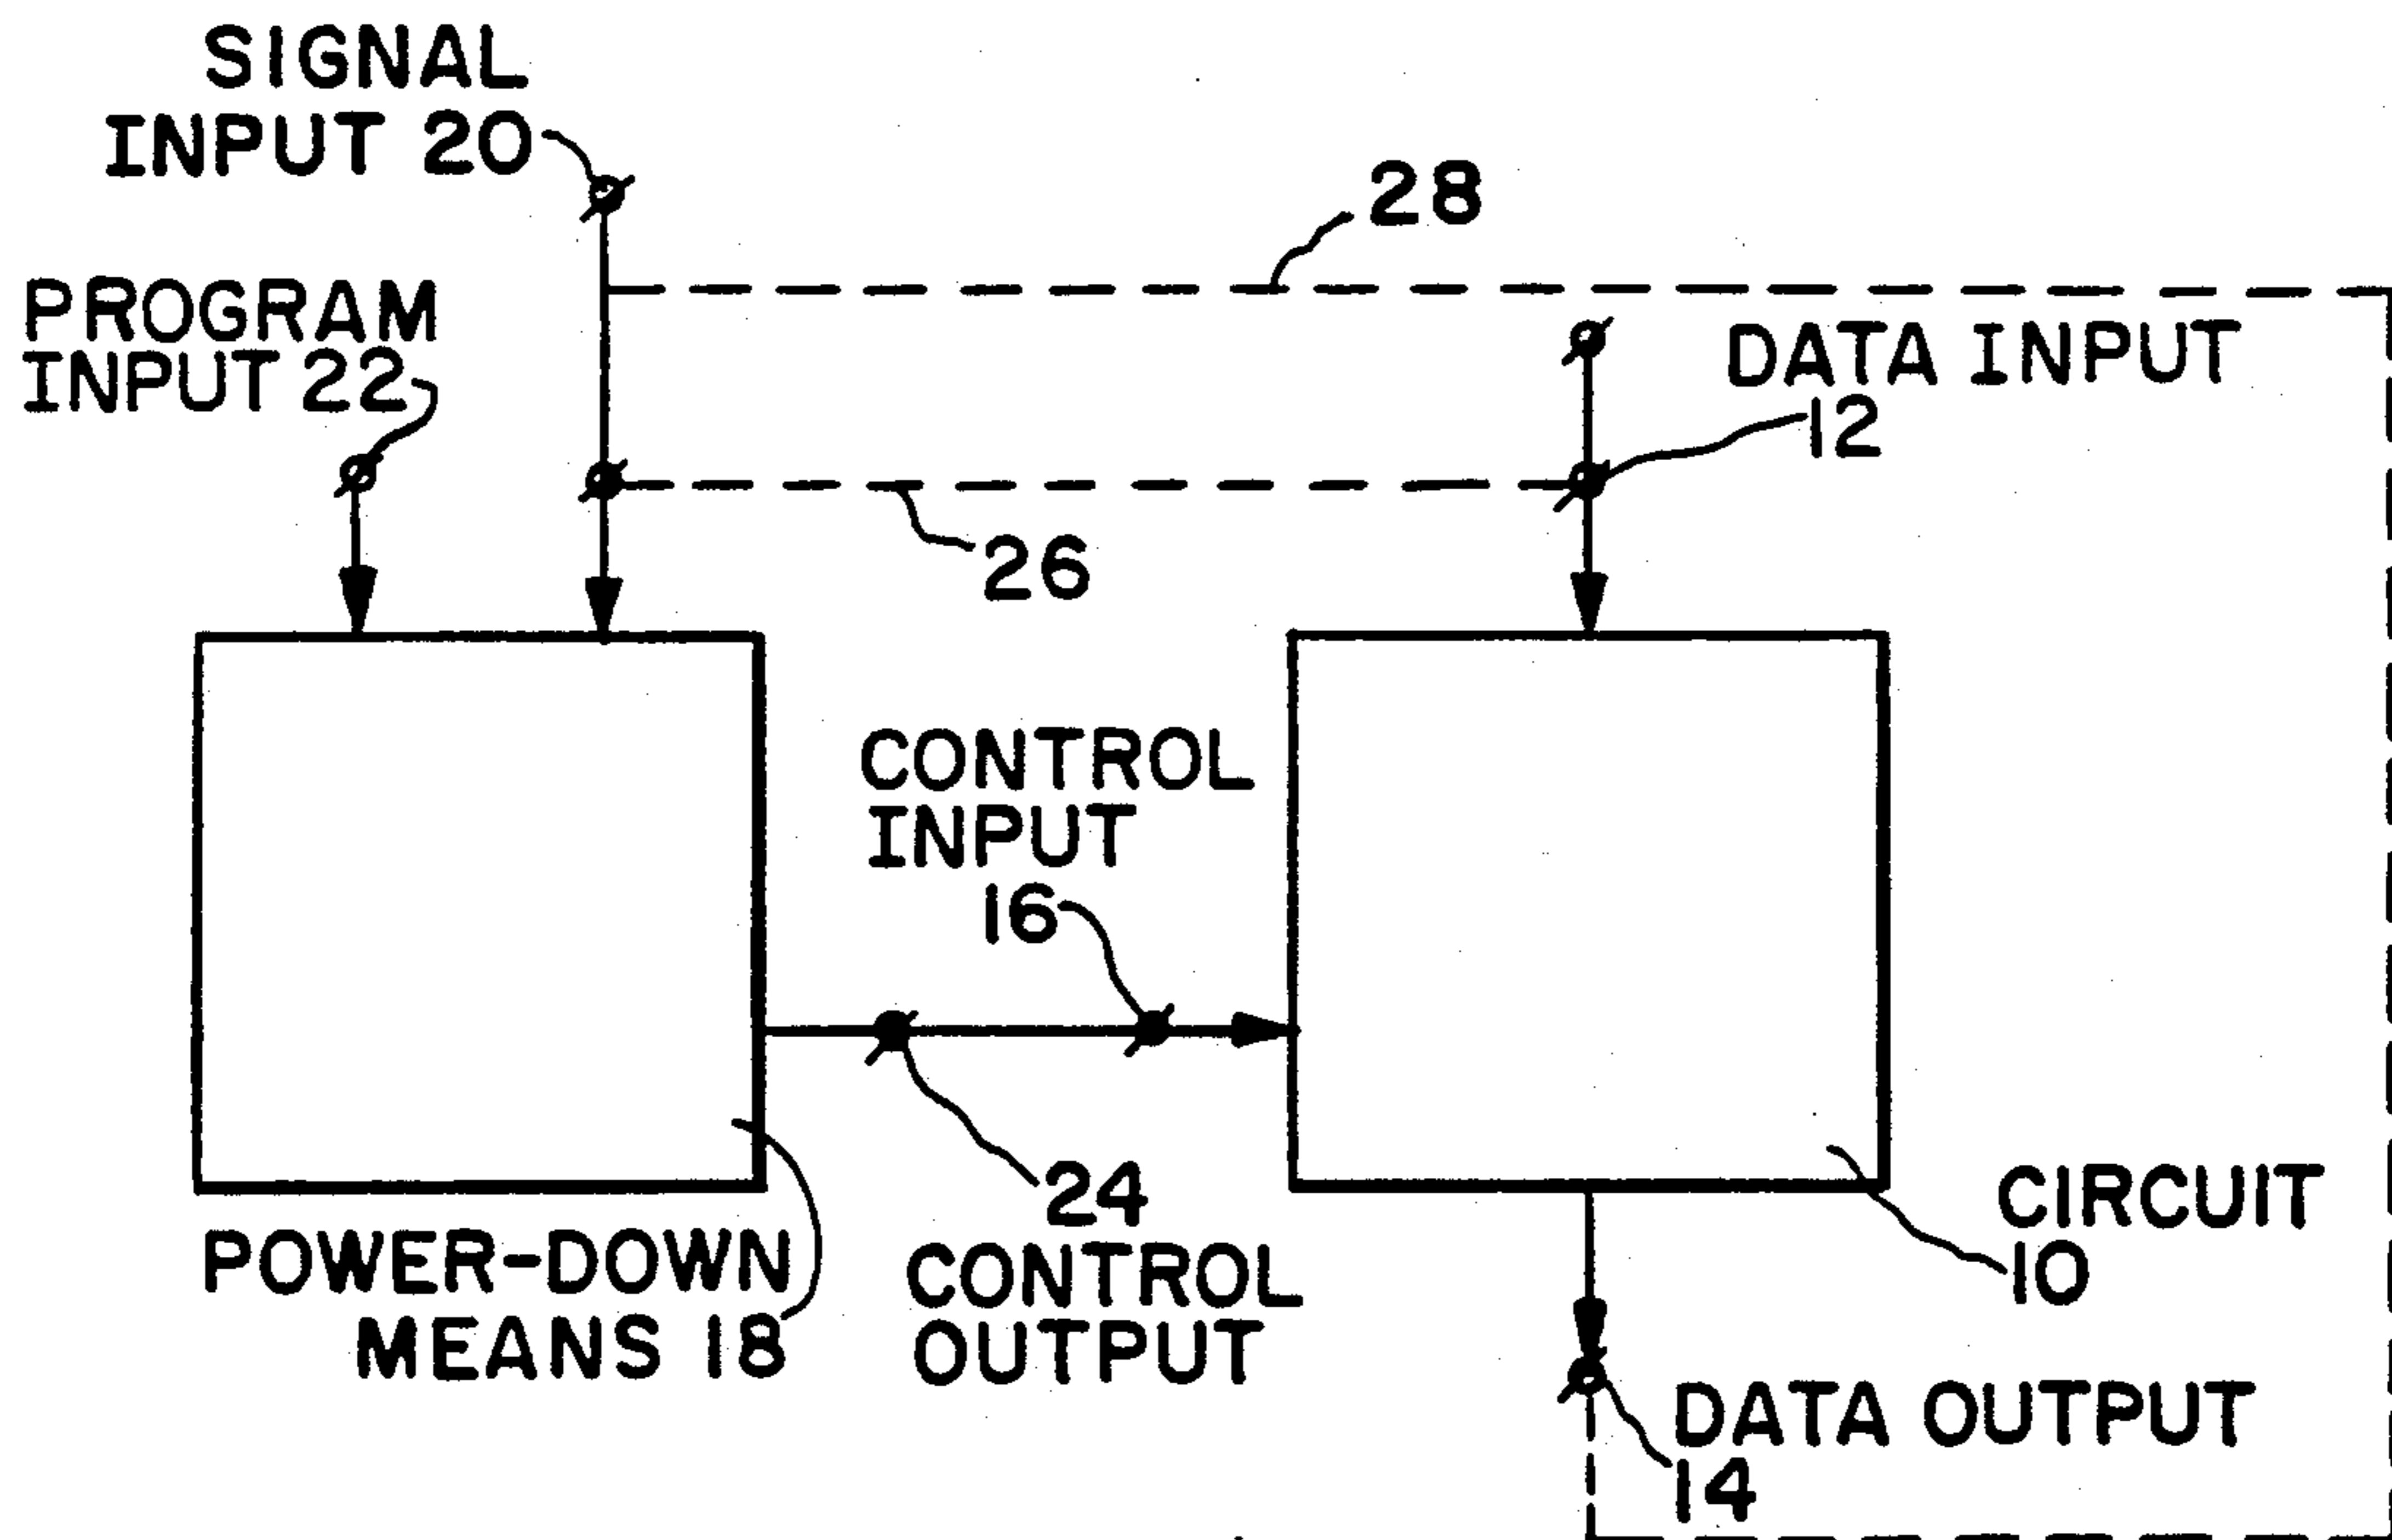 SIGNAL
INPUT 20
28
PROGRAM
INPUT 22
DATA INPUT
12
26
CONTROL
INPUT
16
24
CONTROL
OUTPUT
POWER-DOWN
MEANS 18
CIRCUIT
10
DATA OUTPUT
14